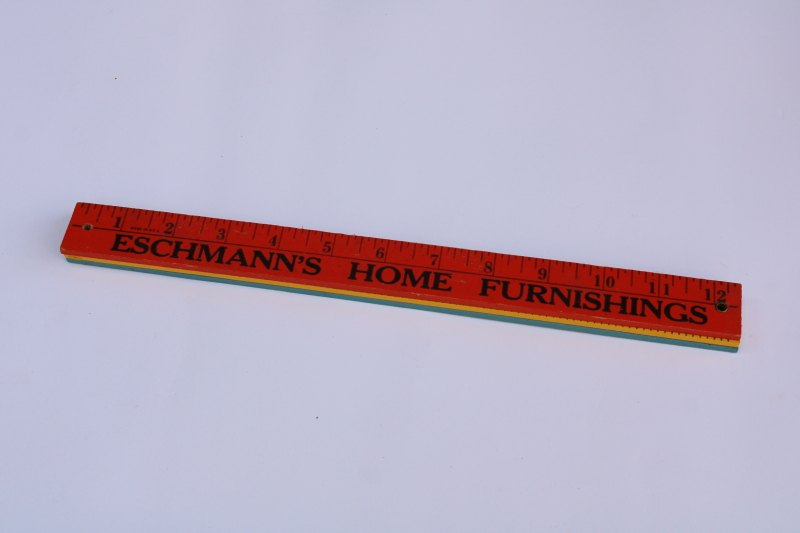 1 2 3 4 5 6 7 8 9 10 11 12
ESCHMANN'S HOME FURNISHINGS